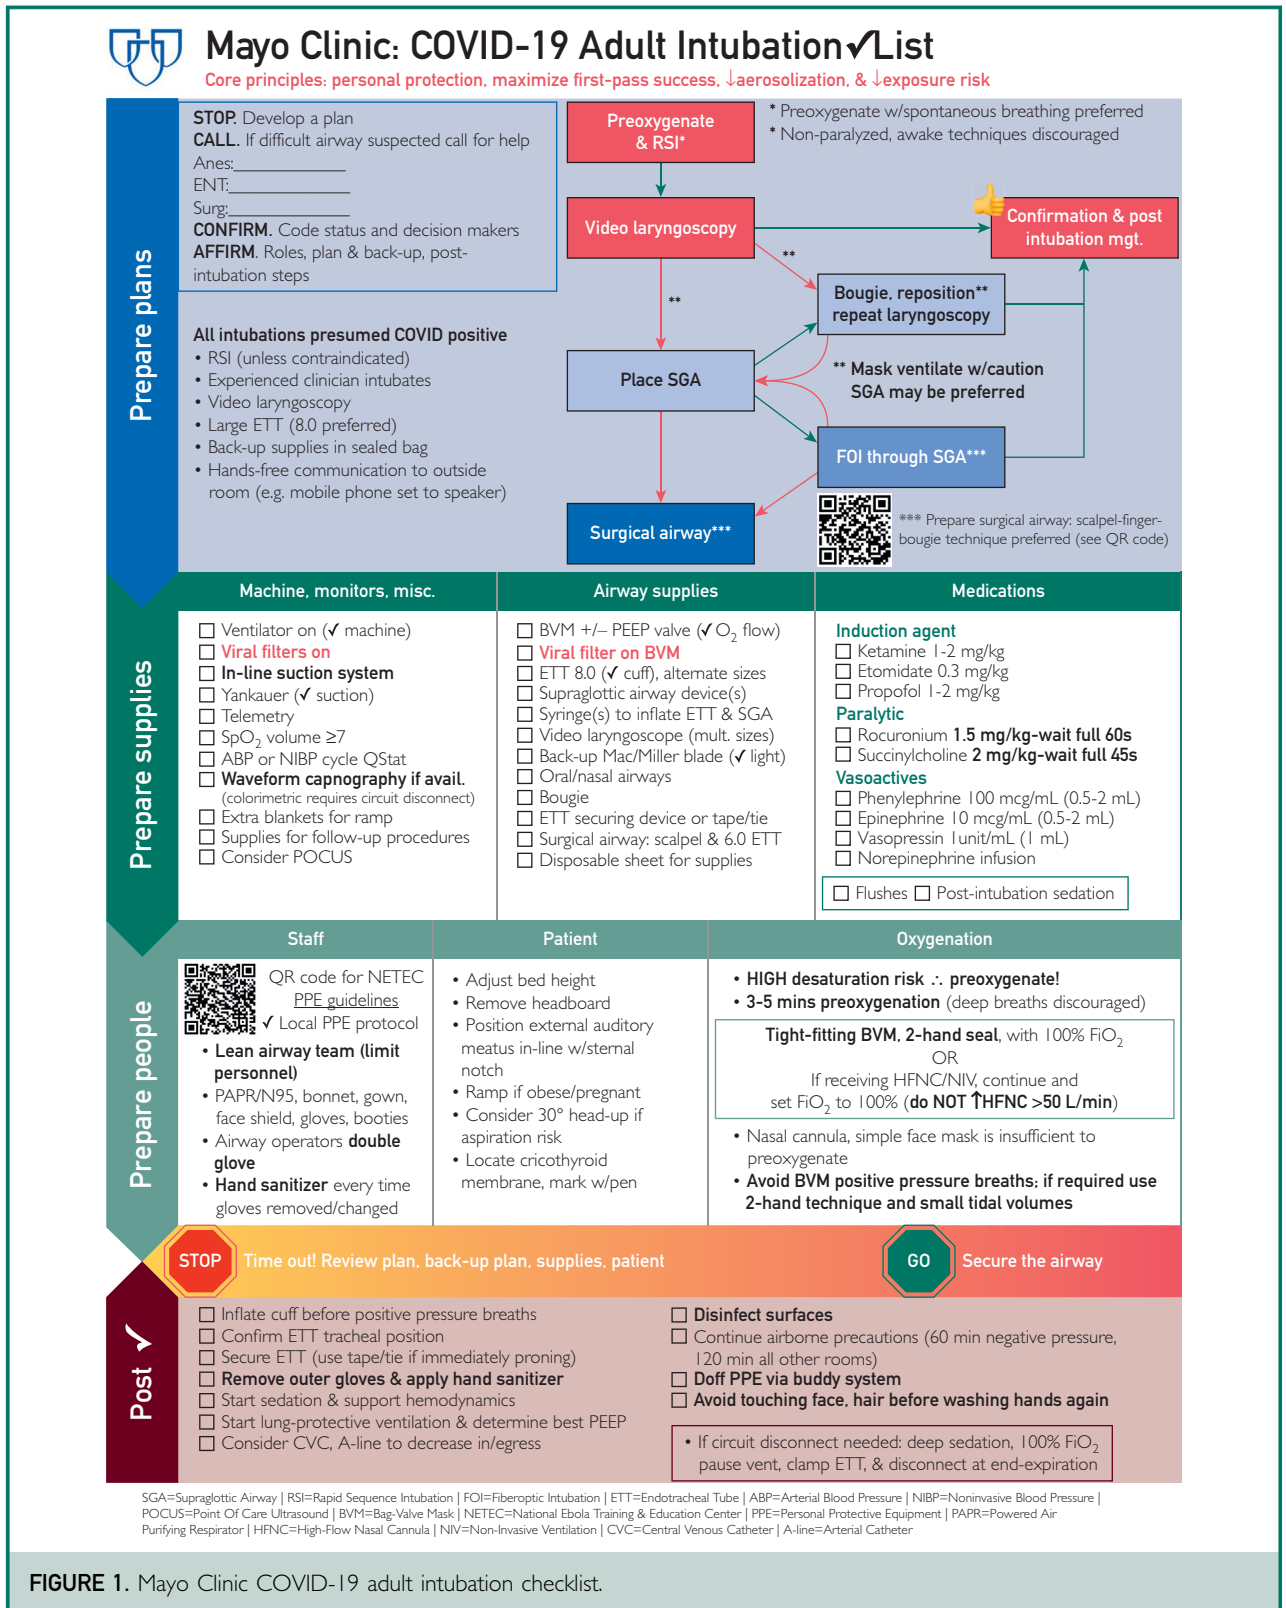 Mayo Clinic: COVID-19 Adult Intubation✓List
Core principles: personal protection, maximize first-pass success, ↓aerosolization, & ↓exposure risk
Prepare plans
STOP. Develop a plan
CALL. If difficult airway suspected call for help
Anes:____________
ENT:_____________
Surg:_____________
CONFIRM. Code status and decision makers
AFFIRM. Roles, plan & back-up, post-
intubation steps
All intubations presumed COVID positive
• RSI (unless contraindicated)
• Experienced clinician intubates
• Video laryngoscopy
• Large ETT (8.0 preferred)
• Back-up supplies in sealed bag
• Hands-free communication to outside
room (e.g. mobile phone set to speaker)
Preoxygenate
& RSI*
* Preoxygenate w/spontaneous breathing preferred
* Non-paralyzed, awake techniques discouraged
Video laryngoscopy
Confirmation & post
intubation mgt.
**
**
Bougie, reposition**
repeat laryngoscopy
Place SGA
** Mask ventilate w/caution
SGA may be preferred
FOI through SGA***
Surgical airway***
*** Prepare surgical airway: scalpel-finger-
bougie technique preferred (see QR code)
Prepare supplies
Machine, monitors, misc.
☐ Ventilator on (✓ machine)
☐ Viral filters on
☐ In-line suction system
☐ Yankauer (✓ suction)
☐ Telemetry
☐ SpO2 volume ≥7
☐ ABP or NIBP cycle QStat
☐ Waveform capnography if avail.
(colorimetric requires circuit disconnect)
☐ Extra blankets for ramp
☐ Supplies for follow-up procedures
☐ Consider POCUS
Airway supplies
☐ BVM +/– PEEP valve (✓O2 flow)
☐ Viral filter on BVM
☐ ETT 8.0 (✓ cuff), alternate sizes
☐ Supraglottic airway device(s)
☐ Syringe(s) to inflate ETT & SGA
☐ Video laryngoscope (mult. sizes)
☐ Back-up Mac/Miller blade (✓ light)
☐ Oral/nasal airways
☐ Bougie
☐ ETT securing device or tape/tie
☐ Surgical airway: scalpel & 6.0 ETT
☐ Disposable sheet for supplies
Medications
Induction agent
☐ Ketamine 1-2 mg/kg
☐ Etomidate 0.3 mg/kg
☐ Propofol 1-2 mg/kg
Paralytic
☐ Rocuronium 1.5 mg/kg-wait full 60s
☐ Succinylcholine 2 mg/kg-wait full 45s
Vasoactives
☐ Phenylephrine 100 mcg/mL (0.5-2 mL)
☐ Epinephrine 10 mcg/mL (0.5-2 mL)
☐ Vasopressin 1unit/mL (1 mL)
☐ Norepinephrine infusion
☐ Flushes ☐ Post-intubation sedation
Prepare people
Staff
QR code for NETEC
PPE guidelines
✓ Local PPE protocol
• Lean airway team (limit
personnel)
• PAPR/N95, bonnet, gown,
face shield, gloves, booties
• Airway operators double
glove
• Hand sanitizer every time
gloves removed/changed
Patient
• Adjust bed height
• Remove headboard
• Position external auditory
meatus in-line w/sternal
notch
• Ramp if obese/pregnant
• Consider 30° head-up if
aspiration risk
• Locate cricothyroid
membrane, mark w/pen
Oxygenation
• HIGH desaturation risk ∴ preoxygenate!
• 3-5 mins preoxygenation (deep breaths discouraged)
Tight-fitting BVM, 2-hand seal, with 100% FiO2
OR
If receiving HFNC/NIV, continue and
set FiO2 to 100% (do NOT ↑HFNC >50 L/min)
• Nasal cannula, simple face mask is insufficient to
preoxygenate
• Avoid BVM positive pressure breaths; if required use
2-hand technique and small tidal volumes
STOP
Time out! Review plan, back-up plan, supplies, patient
GO
Secure the airway
Post ✓
☐ Inflate cuff before positive pressure breaths
☐ Confirm ETT tracheal position
☐ Secure ETT (use tape/tie if immediately proning)
☐ Remove outer gloves & apply hand sanitizer
☐ Start sedation & support hemodynamics
☐ Start lung-protective ventilation & determine best PEEP
☐ Consider CVC, A-line to decrease in/egress
☐ Disinfect surfaces
☐ Continue airborne precautions (60 min negative pressure,
120 min all other rooms)
☐ Doff PPE via buddy system
☐ Avoid touching face, hair before washing hands again
• If circuit disconnect needed: deep sedation, 100% FiO2
pause vent, clamp ETT, & disconnect at end-expiration
SGA=Supraglottic Airway | RSI=Rapid Sequence Intubation | FOI=Fiberoptic Intubation | ETT=Endotracheal Tube | ABP=Arterial Blood Pressure | NIBP=Noninvasive Blood Pressure |
POCUS=Point Of Care Ultrasound | BVM=Bag-Valve Mask | NETEC=National Ebola Training & Education Center | PPE=Personal Protective Equipment | PAPR=Powered Air
Purifying Respirator | HFNC=High-Flow Nasal Cannula | NIV=Non-Invasive Ventilation | CVC=Central Venous Catheter | A-line=Arterial Catheter
FIGURE 1. Mayo Clinic COVID-19 adult intubation checklist.